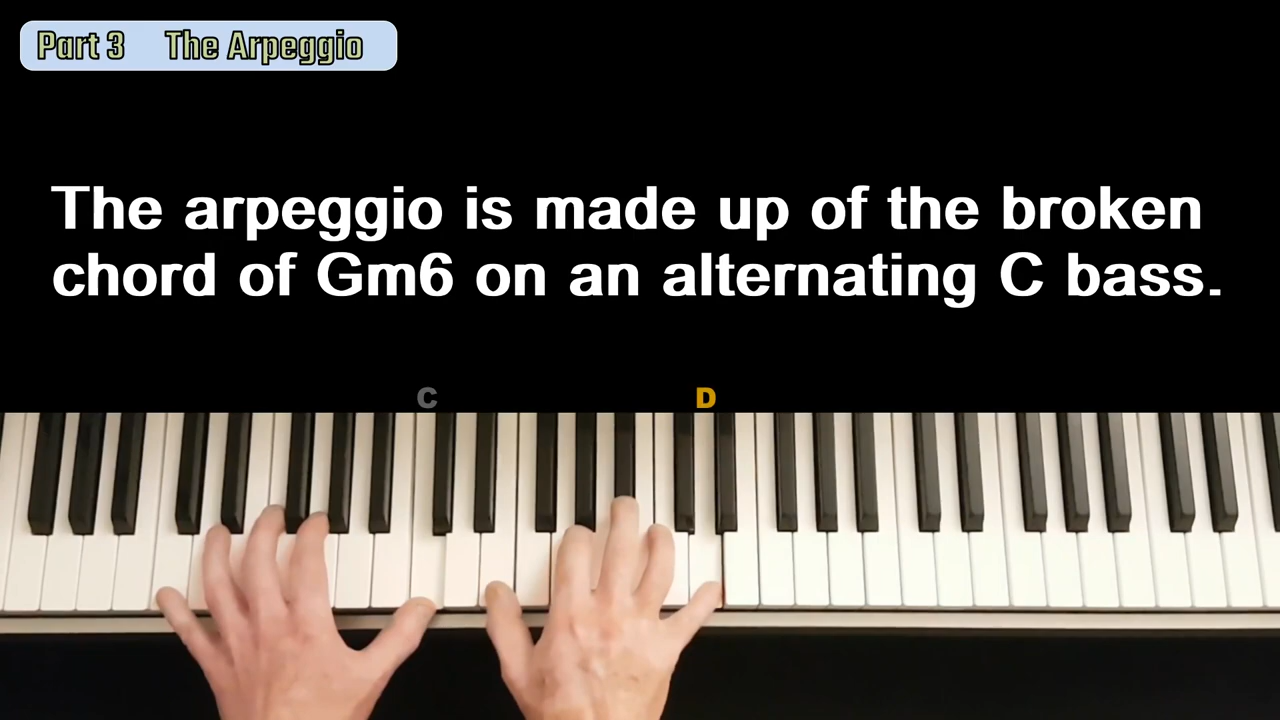 Part 3 The Arpeggio
The arpeggio is made up of the broken
chord of Gm6 on an alternating C bass.
C D